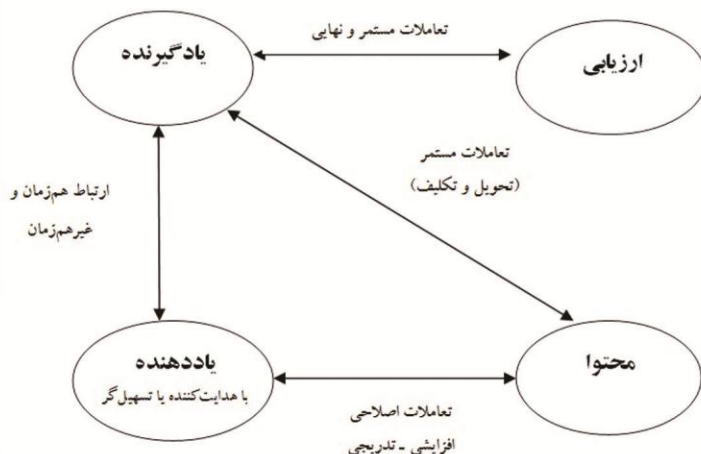 تعاملات مستمر و نهایی
یادگیرنده
ارزیابی
تعاملات مستمر
(تحویل و تکلیف)
ارتباط هم‌زمان و
غیرهم‌زمان
یاددهنده
با هدایت‌کننده یا تسهیل‌گر
محتوا
تعاملات اصلاحی
افزایشی ـ تدریجی